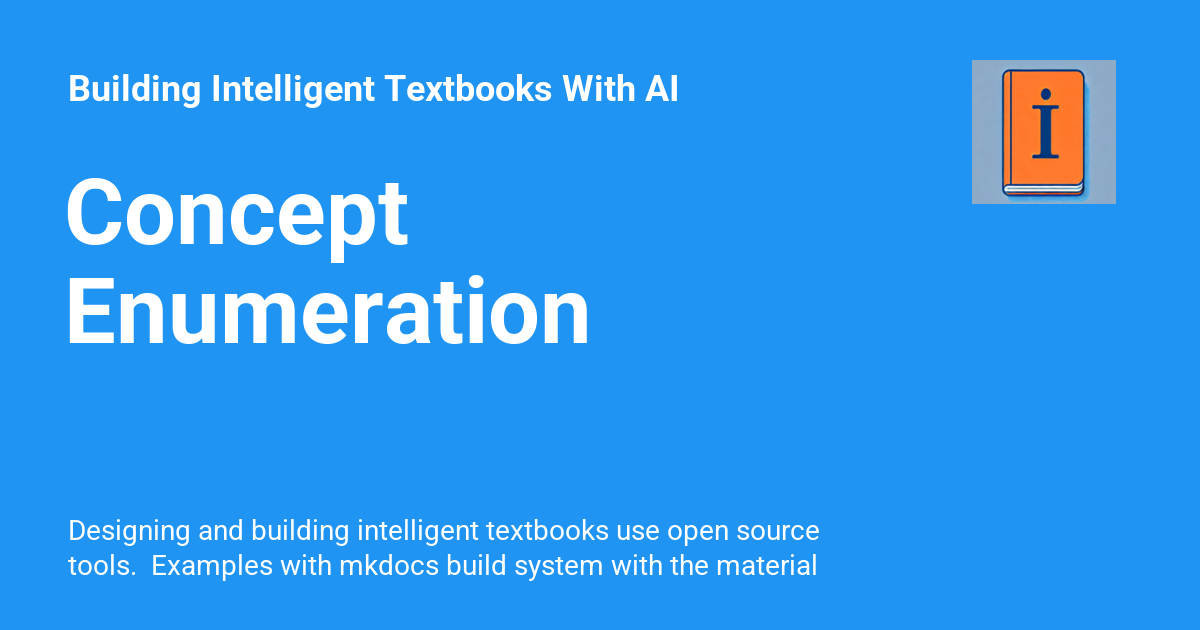 Building Intelligent Textbooks With AI
i
Concept
Enumeration
Designing and building intelligent textbooks use open source
tools.  Examples with mkdocs build system with the material